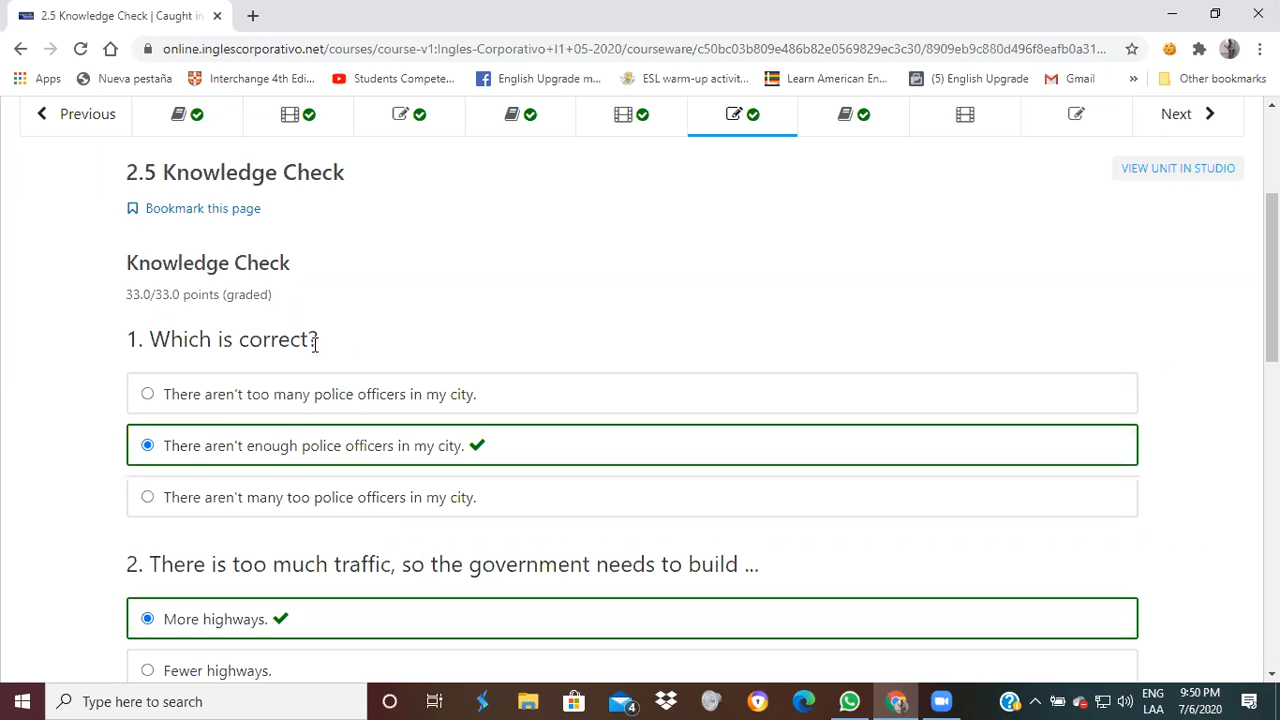 2.5 Knowledge Check | Caught in
online.inglescorporativo.net/courses/course-v1:Ingles-Corporativo+I1+05-2020/courseware/c50bc03b809e486b82e0569829ec3c30/8909eb9c880d496f8eafb0a31...
Apps Nueva pestaña Interchange 4th Edi... Students Compete... English Upgrade m... ESL warm-up activit... Learn American En... (5) English Upgrade Gmail » Other bookmarks
Previous Next
2.5 Knowledge Check
VIEW UNIT IN STUDIO
Bookmark this page
Knowledge Check
33.0/33.0 points (graded)
1. Which is correct?
There aren't too many police officers in my city.
There aren't enough police officers in my city.
There aren't many too police officers in my city.
2. There is too much traffic, so the government needs to build ...
More highways.
Fewer highways.
Type here to search
4
ENG 9:50 PM
LAA 7/6/2020